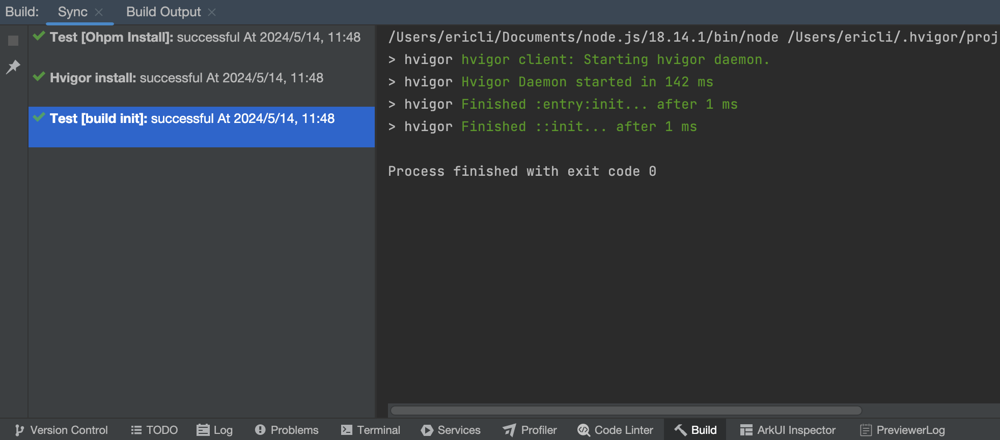 Build: Sync Build Output
Test [Ohpm Install]: successful At 2024/5/14, 11:48
Hvigor install: successful At 2024/5/14, 11:48
Test [build init]: successful At 2024/5/14, 11:48
/Users/ericli/Documents/node.js/18.14.1/bin/node /Users/ericli/.hvigor/proj
> hvigor hvigor client: Starting hvigor daemon.
> hvigor Hvigor Daemon started in 142 ms
> hvigor Finished :entry:init... after 1 ms
> hvigor Finished ::init... after 1 ms
Process finished with exit code 0
Version Control TODO Log Problems Terminal Services Profiler Code Linter Build ArkUI Inspector PreviewerLog